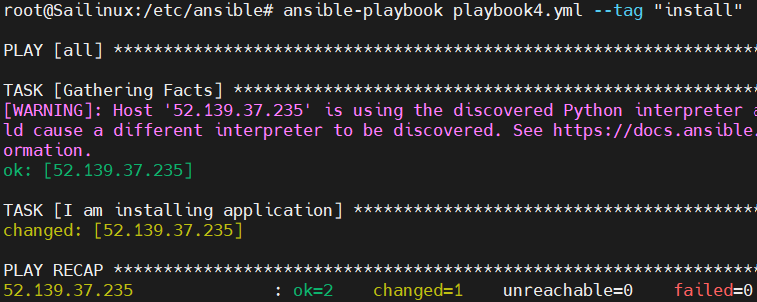 root@Sailinux:/etc/ansible# ansible-playbook playbook4.yml --tag "install"
PLAY [all] *******************************************************************
TASK [Gathering Facts] *******************************************************
[WARNING]: Host '52.139.37.235' is using the discovered Python interpreter a
ld cause a different interpreter to be discovered. See https://docs.ansible.
ormation.
ok: [52.139.37.235]
TASK [I am installing application] *******************************************
changed: [52.139.37.235]
PLAY RECAP *******************************************************************
52.139.37.235 : ok=2 changed=1 unreachable=0 failed=0